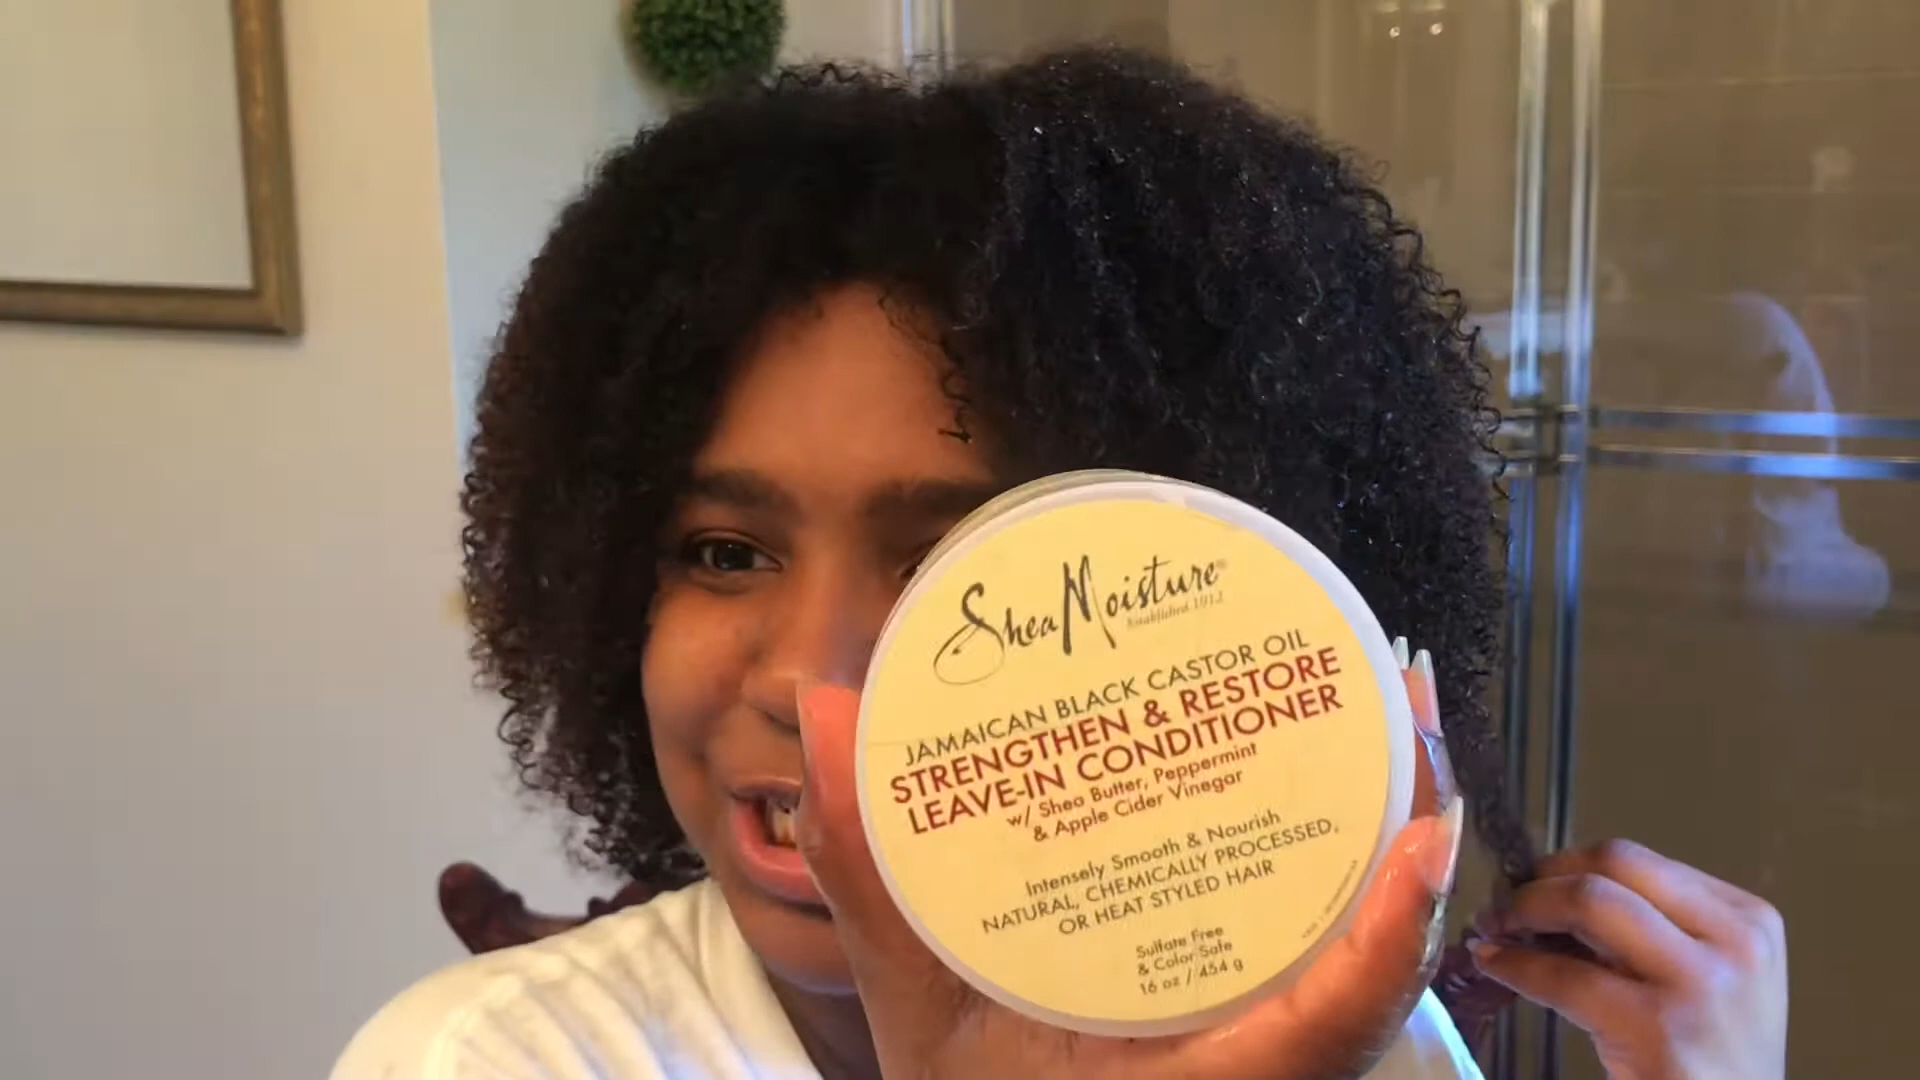 SheaMoisture
Established 1912
JAMAICAN BLACK CASTOR OIL
STRENGTHEN & RESTORE
LEAVE-IN CONDITIONER
w/ Shea Butter, Peppermint
& Apple Cider Vinegar
Intensely Smooth & Nourish
NATURAL, CHEMICALLY PROCESSED,
OR HEAT STYLED HAIR
Sulfate Free
& Color Safe
16 oz / 454 g